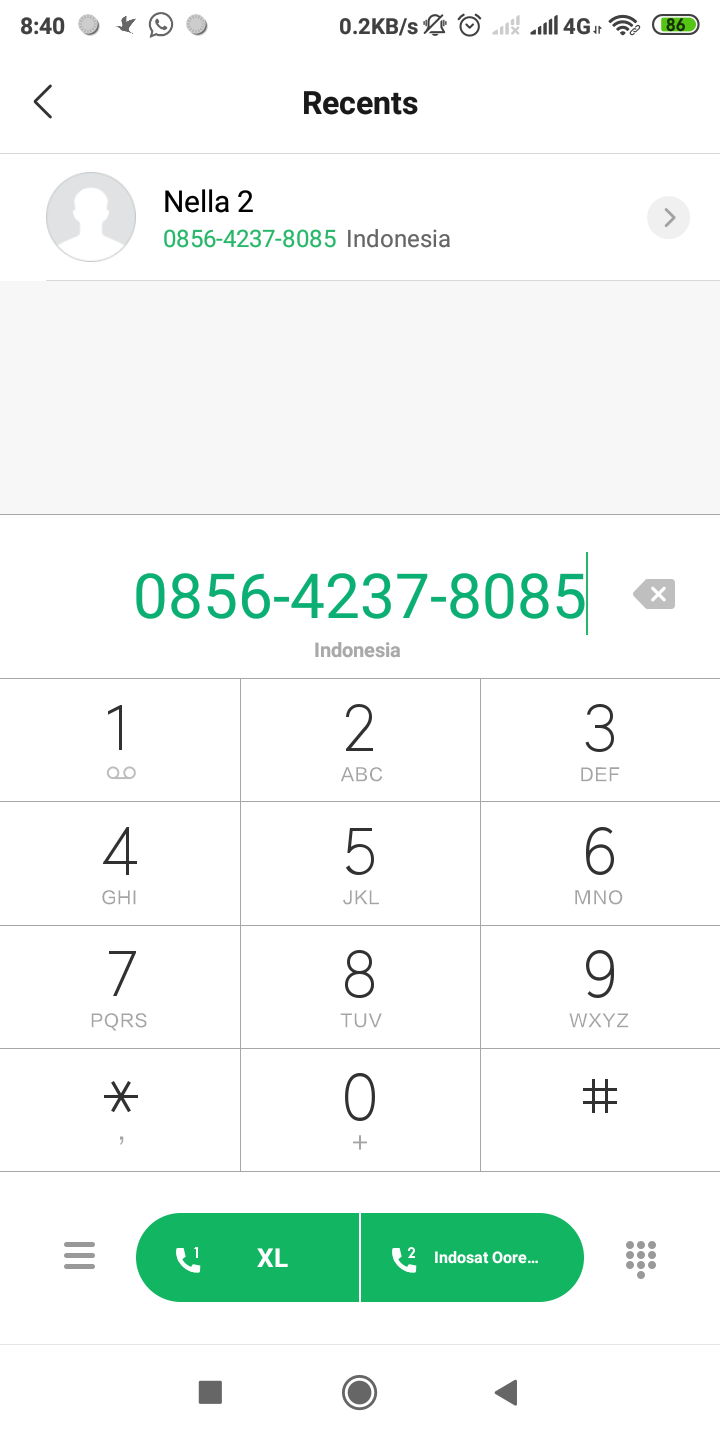 8:40 0.2KB/s 4G 86
Recents
Nella 2
0856-4237-8085 Indonesia
0856-4237-8085
Indonesia
1 2 3
ABC DEF
4 5 6
GHI JKL MNO
7 8 9
PQRS TUV WXYZ
* 0 #
, +
1 XL 2 Indosat Oore...